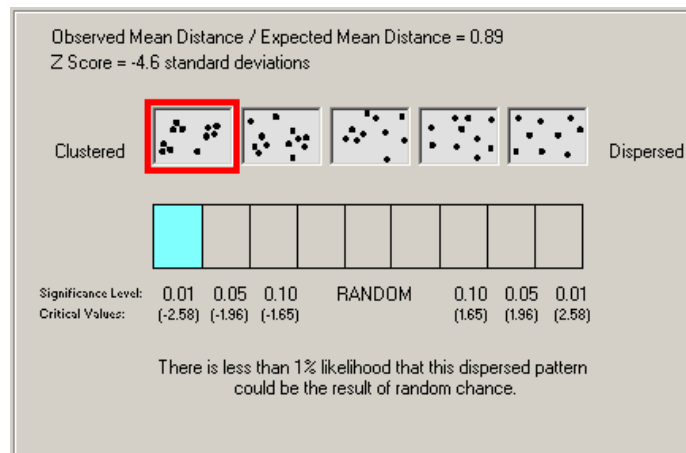 Observed Mean Distance / Expected Mean Distance = 0.89
Z Score = -4.6 standard deviations
Clustered
Dispersed
Significance Level: 0.01 0.05 0.10 RANDOM 0.10 0.05 0.01
Critical Values: (-2.58) (-1.96) (-1.65) (1.65) (1.96) (2.58)
There is less than 1% likelihood that this dispersed pattern
could be the result of random chance.